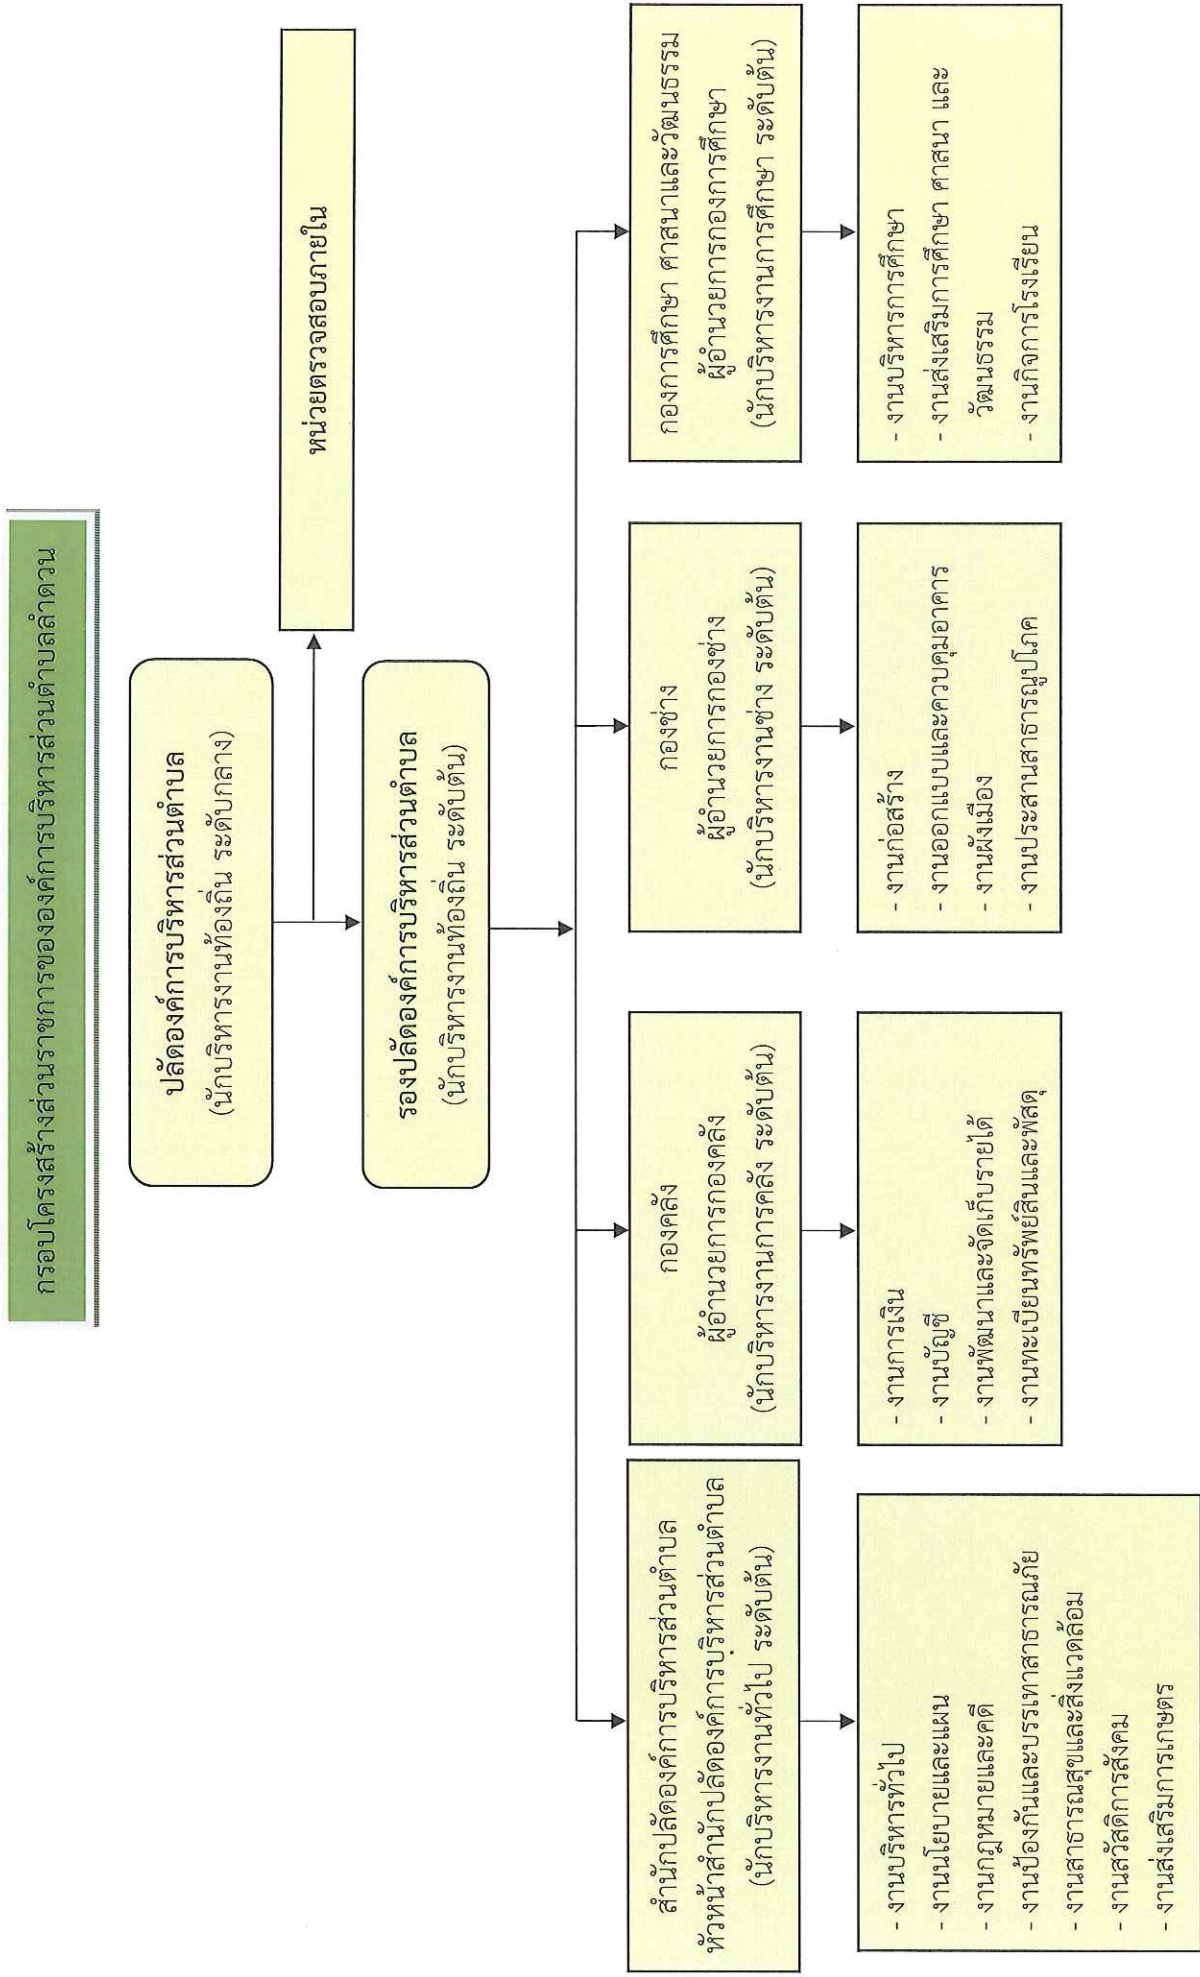 กรอบโครงสร้างส่วนราชการขององค์การบริหารส่วนตำบลลำดวน
ปลัดองค์การบริหารส่วนตำบล
(นักบริหารงานท้องถิ่น ระดับกลาง)
หน่วยตรวจสอบภายใน
รองปลัดองค์การบริหารส่วนตำบล
(นักบริหารงานท้องถิ่น ระดับต้น)
สำนักปลัดองค์การบริหารส่วนตำบล
หัวหน้าสำนักปลัดองค์การบริหารส่วนตำบล
(นักบริหารงานทั่วไป ระดับต้น)
- งานบริหารทั่วไป
- งานนโยบายและแผน
- งานกฎหมายและคดี
- งานป้องกันและบรรเทาสาธารณภัย
- งานสาธารณสุขและสิ่งแวดล้อม
- งานสวัสดิการสังคม
- งานส่งเสริมการเกษตร
กองคลัง
ผู้อำนวยการกองคลัง
(นักบริหารงานการคลัง ระดับต้น)
- งานการเงิน
- งานบัญชี
- งานพัฒนาและจัดเก็บรายได้
- งานทะเบียนทรัพย์สินและพัสดุ
กองช่าง
ผู้อำนวยการกองช่าง
(นักบริหารงานช่าง ระดับต้น)
- งานก่อสร้าง
- งานออกแบบและควบคุมอาคาร
- งานผังเมือง
- งานประสานสาธารณูปโภค
กองการศึกษา ศาสนาและวัฒนธรรม
ผู้อำนวยการกองการศึกษา
(นักบริหารงานการศึกษา ระดับต้น)
- งานบริหารการศึกษา
- งานส่งเสริมการศึกษา ศาสนา และ
วัฒนธรรม
- งานกิจการโรงเรียน